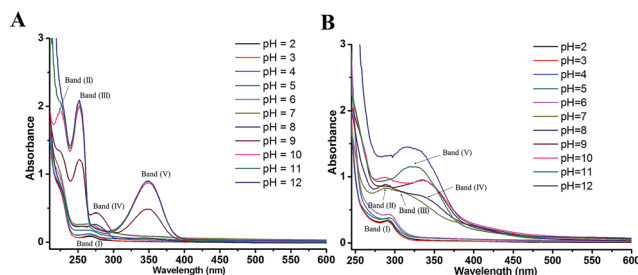 A
3
2
1
0
250 300 350 400 450 500 550 600
Absorbance
Wavelength (nm)
Band (II)
Band (III)
Band (IV)
Band (V)
Band (I)
pH = 2
pH = 3
pH = 4
pH = 5
pH = 6
pH = 7
pH = 8
pH = 9
pH = 10
pH = 11
pH = 12
B
3
2
1
0
250 300 350 400 450 500 550 600
Absorbance
Wavelength (nm)
Band (V)
Band (IV)
Band (II)
Band (III)
Band (I)
pH=2
pH=3
pH=4
pH=5
pH=6
pH=7
pH=8
pH=9
pH=10
pH=11
pH=12